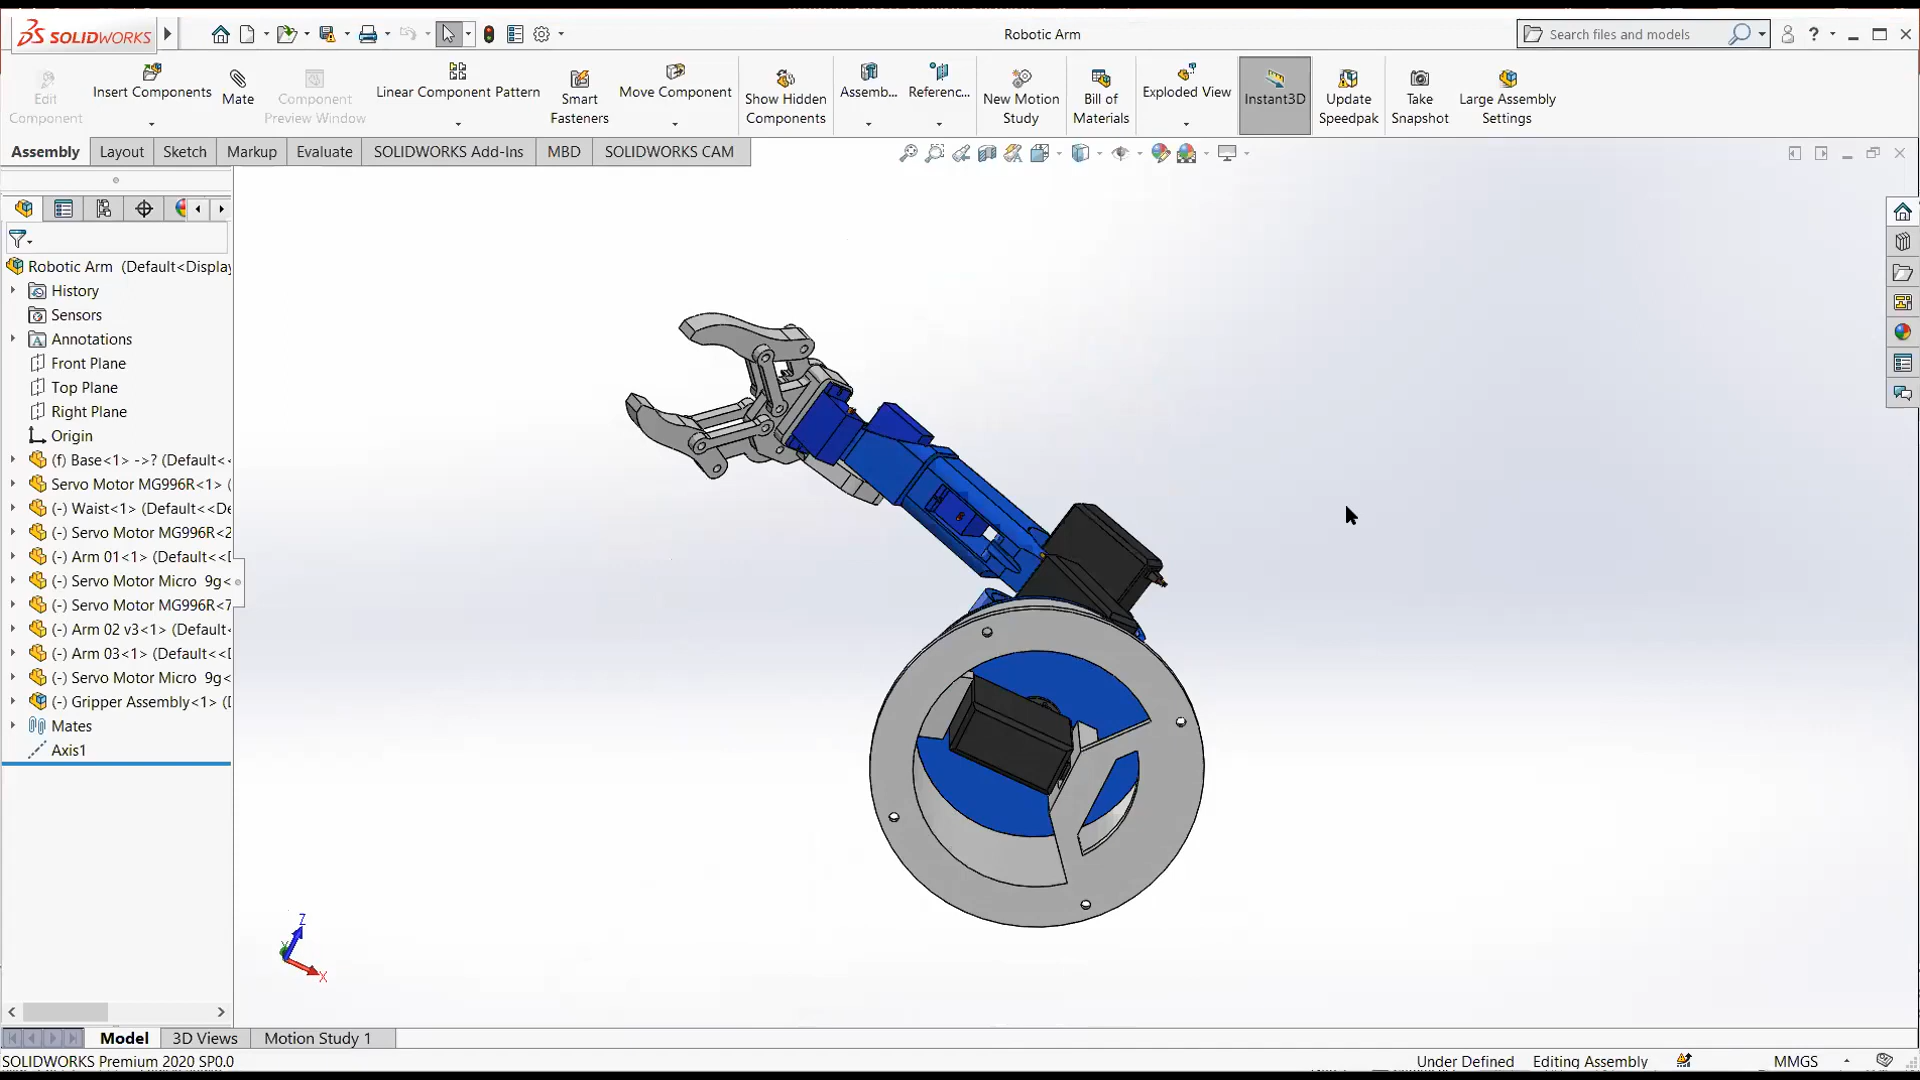 SOLIDWORKS
Robotic Arm
Search files and models
?
Edit
Component
Insert Components
Mate
Component
Preview Window
Linear Component Pattern
Smart
Fasteners
Move Component
Show Hidden
Components
Assemb...
Referenc...
New Motion
Study
Bill of
Materials
Exploded View
Instant3D
Update
Speedpak
Take
Snapshot
Large Assembly
Settings
Assembly
Layout
Sketch
Markup
Evaluate
SOLIDWORKS Add-Ins
MBD
SOLIDWORKS CAM
Robotic Arm (Default<Display
History
Sensors
Annotations
Front Plane
Top Plane
Right Plane
Origin
(f) Base<1> ->? (Default<
Servo Motor MG996R<1> (
(-) Waist<1> (Default<<De
(-) Servo Motor MG996R<2
(-) Arm 01<1> (Default<<D
(-) Servo Motor Micro 9g<
(-) Servo Motor MG996R<7
(-) Arm 02 v3<1> (Default
(-) Arm 03<1> (Default<<D
(-) Servo Motor Micro 9g<
(-) Gripper Assembly<1> (D
Mates
Axis1
Z
Y
X
Model
3D Views
Motion Study 1
SOLIDWORKS Premium 2020 SP0.0
Under Defined
Editing Assembly
MMGS